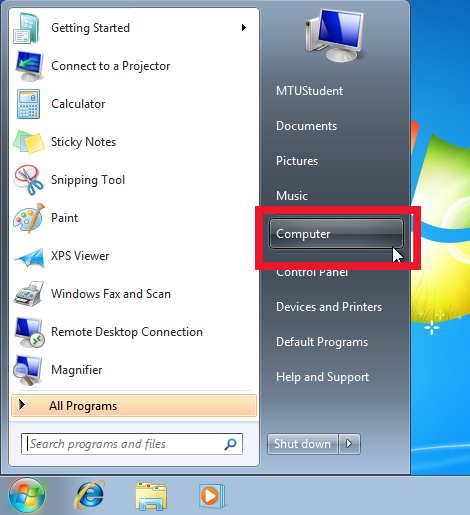 Getting Started
Connect to a Projector
Calculator
Sticky Notes
Snipping Tool
Paint
XPS Viewer
Windows Fax and Scan
Remote Desktop Connection
Magnifier
All Programs
Search programs and files
MTUStudent
Documents
Pictures
Music
Computer
Control Panel
Devices and Printers
Default Programs
Help and Support
Shut down